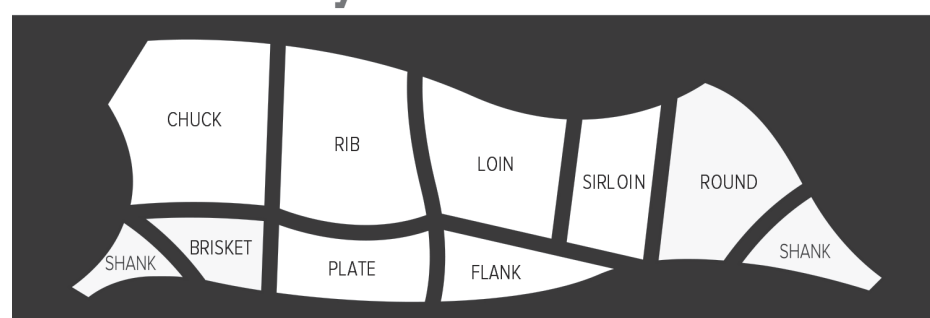 CHUCK
RIB
LOIN
SIRLOIN
ROUND
SHANK
BRISKET
PLATE
FLANK
SHANK